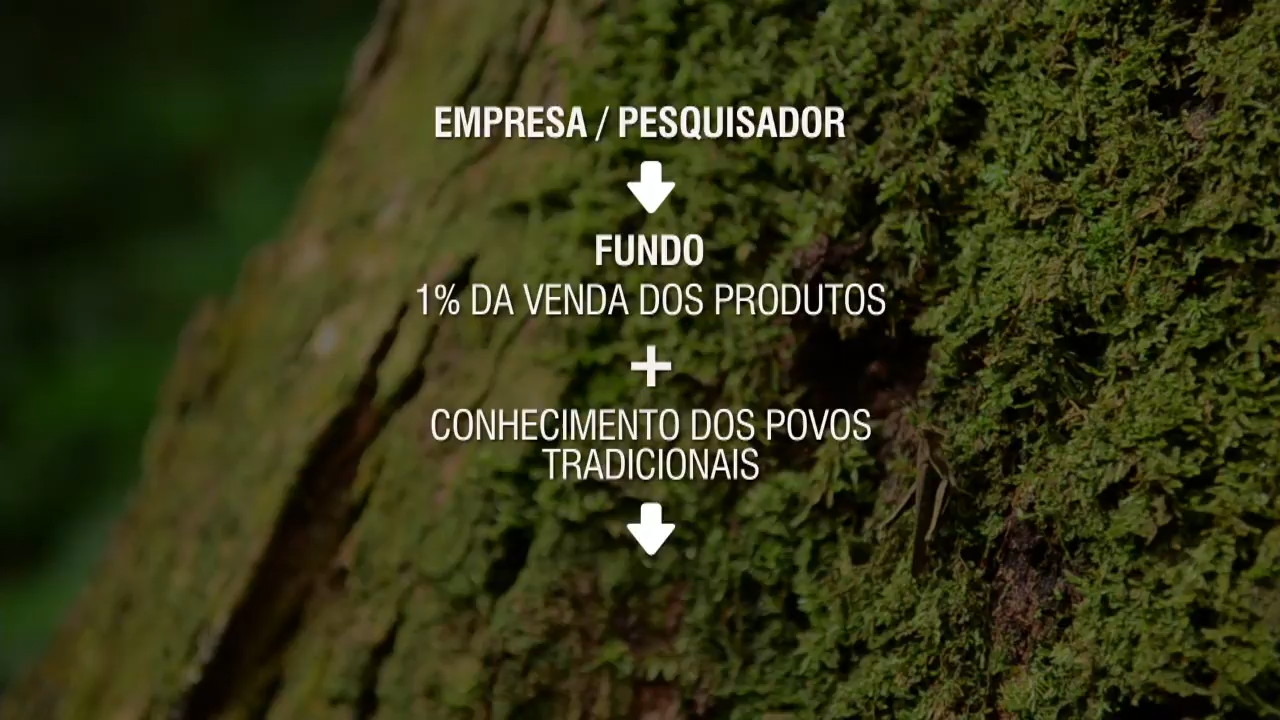 EMPRESA / PESQUISADOR
FUNDO
1% DA VENDA DOS PRODUTOS
+
CONHECIMENTO DOS POVOS
TRADICIONAIS